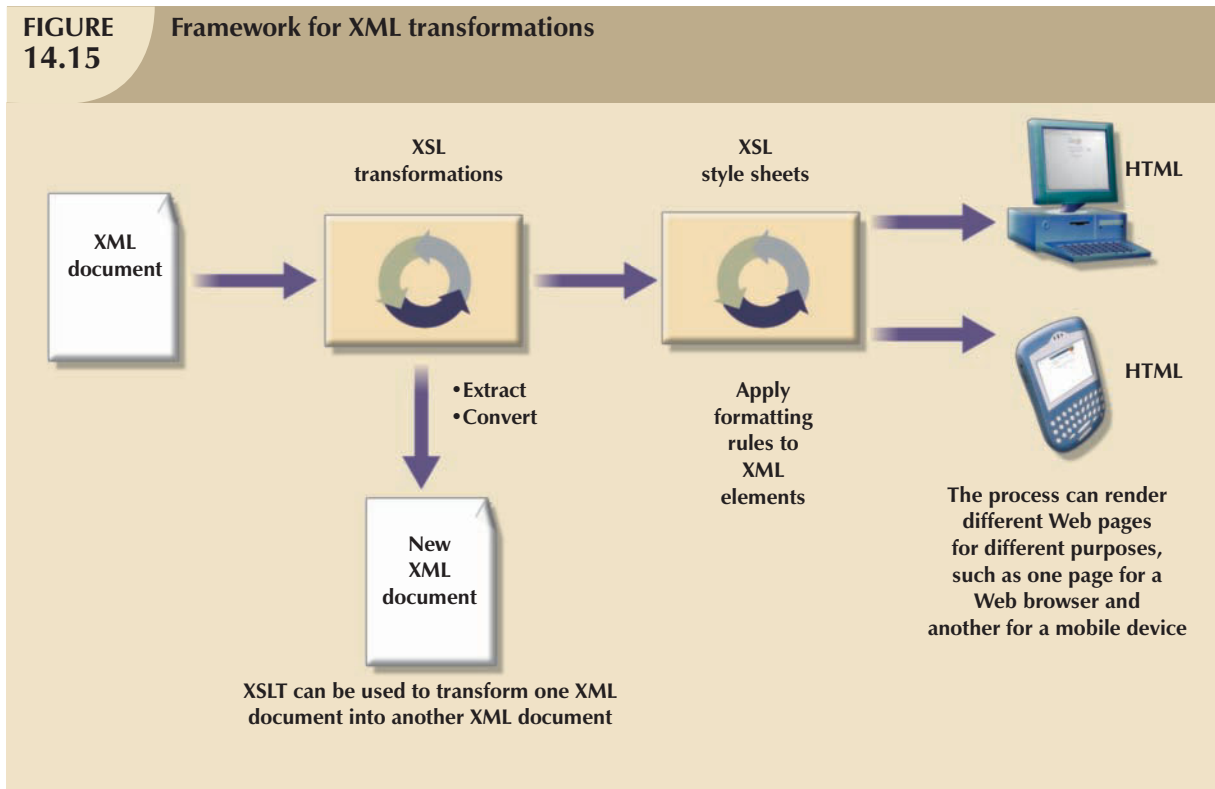 FIGURE
14.15
Framework for XML transformations
XML
document
XSL
transformations
•Extract
•Convert
New
XML
document
XSLT can be used to transform one XML
document into another XML document
XSL
style sheets
Apply
formatting
rules to
XML
elements
HTML
HTML
The process can render
different Web pages
for different purposes,
such as one page for a
Web browser and
another for a mobile device